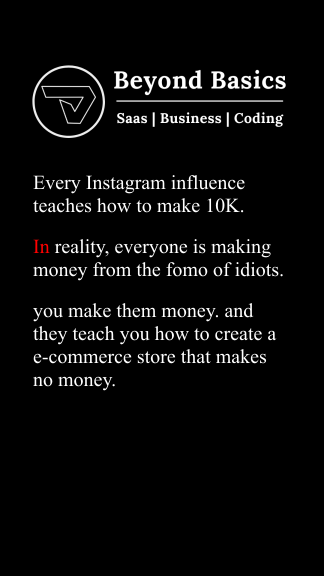 Beyond Basics
Saas | Business | Coding
Every Instagram influence
teaches how to make 10K.
In reality, everyone is making
money from the fomo of idiots.
you make them money. and
they teach you how to create a
e-commerce store that makes
no money.